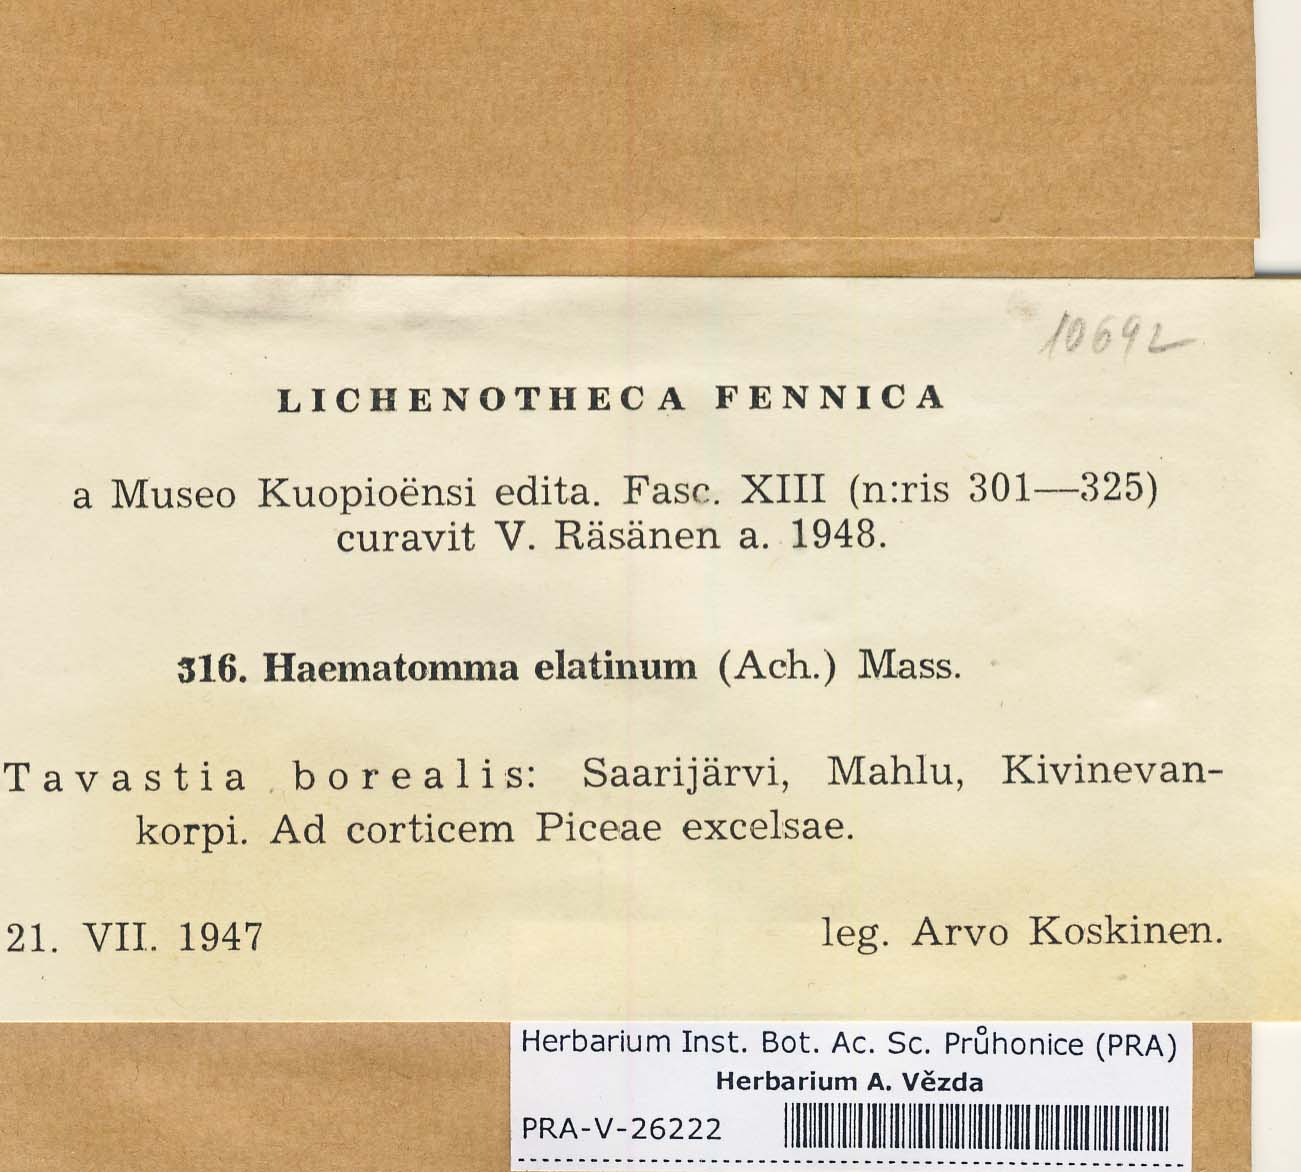 10692
LICHENOTHECA FENNICA
a Museo Kuopioënsi edita. Fasc. XIII (n:ris 301—325)
curavit V. Räsänen a. 1948.
316. Haematomma elatinum (Ach.) Mass.
Tavastia borealis: Saarijärvi, Mahlu, Kivinevan-
korpi. Ad corticem Piceae excelsae.
21. VII. 1947 leg. Arvo Koskinen.
Herbarium Inst. Bot. Ac. Sc. Průhonice (PRA)
Herbarium A. Vězda
PRA-V-26222